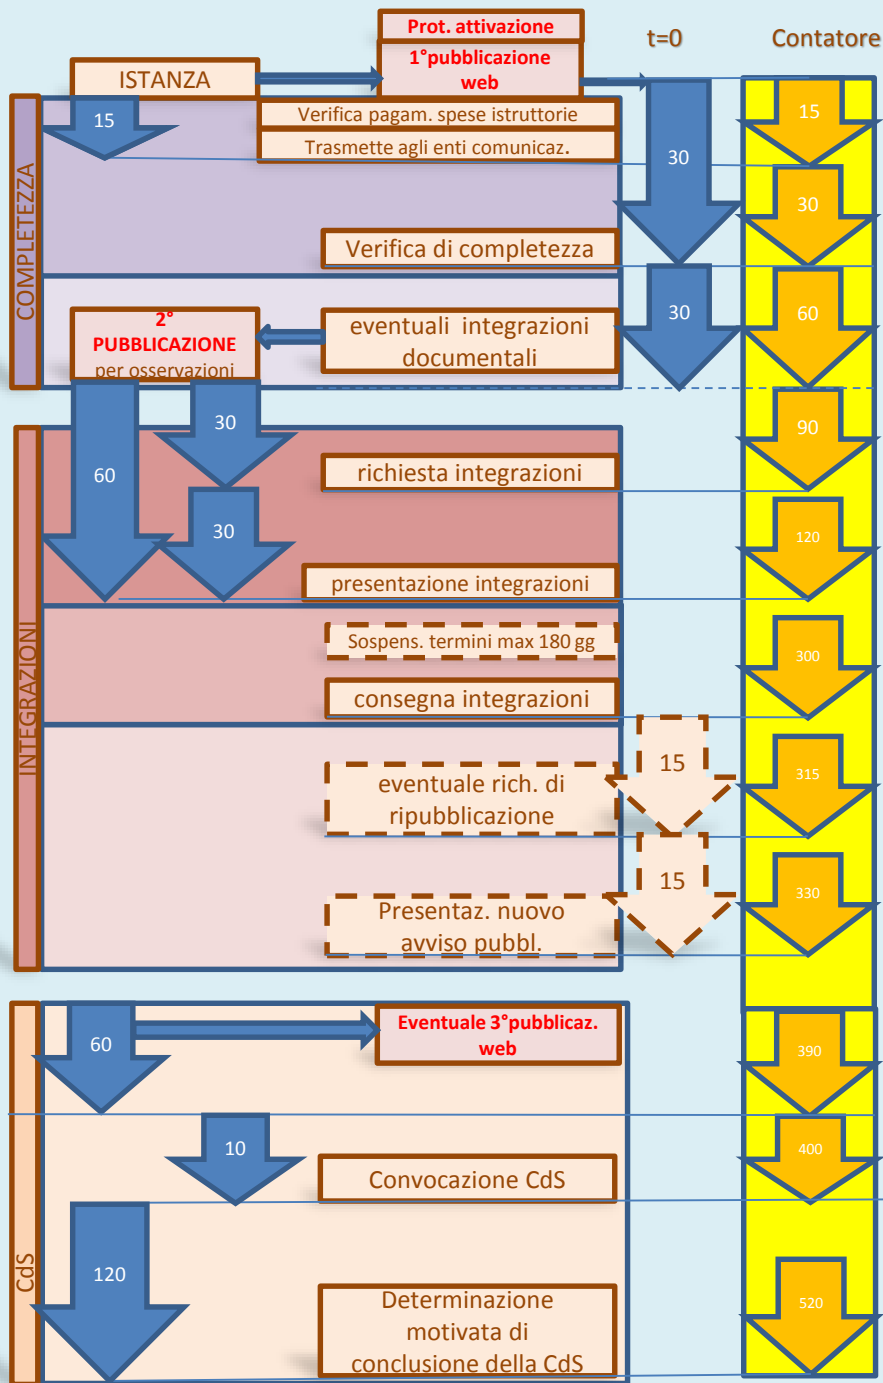 Prot. attivazione
t=0
Contatore
1°pubblicazione
web
ISTANZA
15
Verifica pagam. spese istruttorie
15
Trasmette agli enti comunicaz.
30
30
COMPLETEZZA
Verifica di completezza
2°
PUBBLICAZIONE
per osservazioni
eventuali integrazioni
documentali
30
60
30
90
60
richiesta integrazioni
30
120
presentazione integrazioni
INTEGRAZIONI
Sospens. termini max 180 gg
300
consegna integrazioni
15
315
eventuale rich. di
ripubblicazione
15
330
Presentaz. nuovo
avviso pubbl.
60
Eventuale 3°pubblicaz.
web
390
10
400
Convocazione CdS
CdS
120
520
Determinazione
motivata di
conclusione della CdS